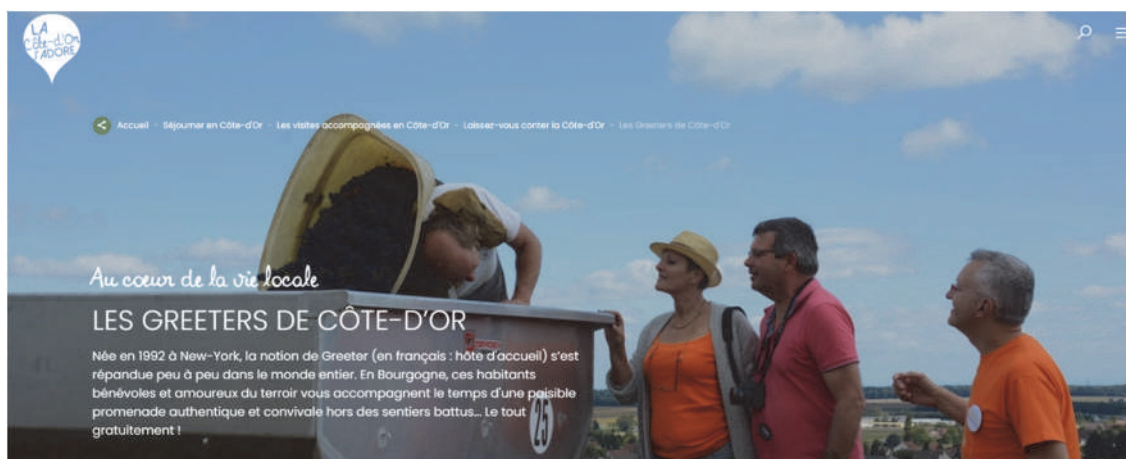 LA
Côte-d'Or
J'ADORE
Accueil - Séjourner en Côte-d'Or - Les visites accompagnées en Côte-d'Or - Laissez-vous conter la Côte-d'Or - Les Greeters de Côte-d'Or
Au cœur de la vie locale
LES GREETERS DE CÔTE-D'OR
Née en 1992 à New-York, la notion de Greeter (en français : hôte d'accueil) s'est
répandue peu à peu dans le monde entier. En Bourgogne, ces habitants
bénévoles et amoureux du terroir vous accompagnent le temps d'une paisible
promenade authentique et convivale hors des sentiers battus... Le tout
gratuitement !
25